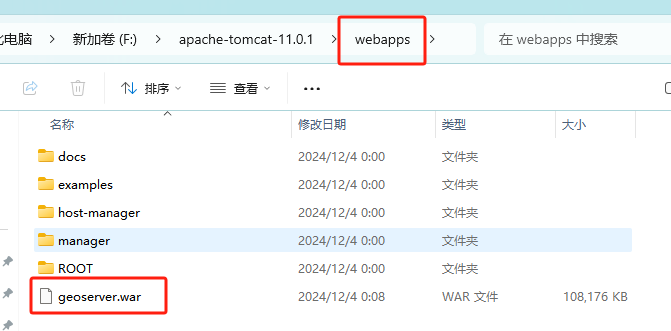 比电脑 新加卷 (F:) apache-tomcat-11.0.1 webapps 在 webapps 中搜索
排序 查看 ...
名称 修改日期 类型 大小
docs 2024/12/4 0:00 文件夹
examples 2024/12/4 0:00 文件夹
host-manager 2024/12/4 0:00 文件夹
manager 2024/12/4 0:00 文件夹
ROOT 2024/12/4 0:00 文件夹
geoserver.war 2024/12/4 0:08 WAR 文件 108,176 KB